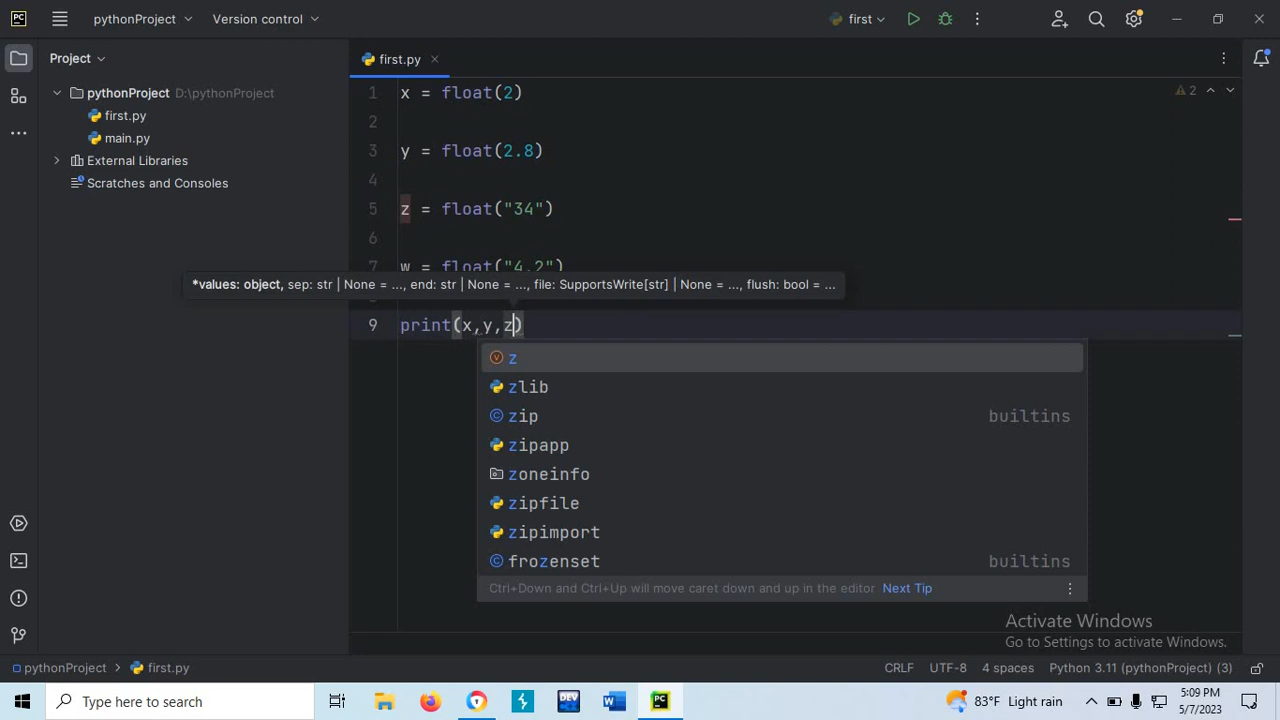 PC pythonProject Version control first
Project first.py
pythonProject D:\pythonProject
first.py
main.py
External Libraries
Scratches and Consoles
1 x = float(2) 2
2
3 y = float(2.8)
4
5 z = float("34")
6
7 w = float("4.2")
*values: object, sep: str | None = ..., end: str | None = ..., file: SupportsWrite[str] | None = ..., flush: bool = ...
9 print(x,y,z)
z
zlib
zip builtins
zipapp
zoneinfo
zipfile
zipimport
frozenset builtins
Ctrl+Down and Ctrl+Up will move caret down and up in the editor Next Tip
Activate Windows
Go to Settings to activate Windows.
pythonProject > first.py CRLF UTF-8 4 spaces Python 3.11 (pythonProject) (3)
Type here to search DEV W PC 83°F Light rain 5:09 PM
5/7/2023